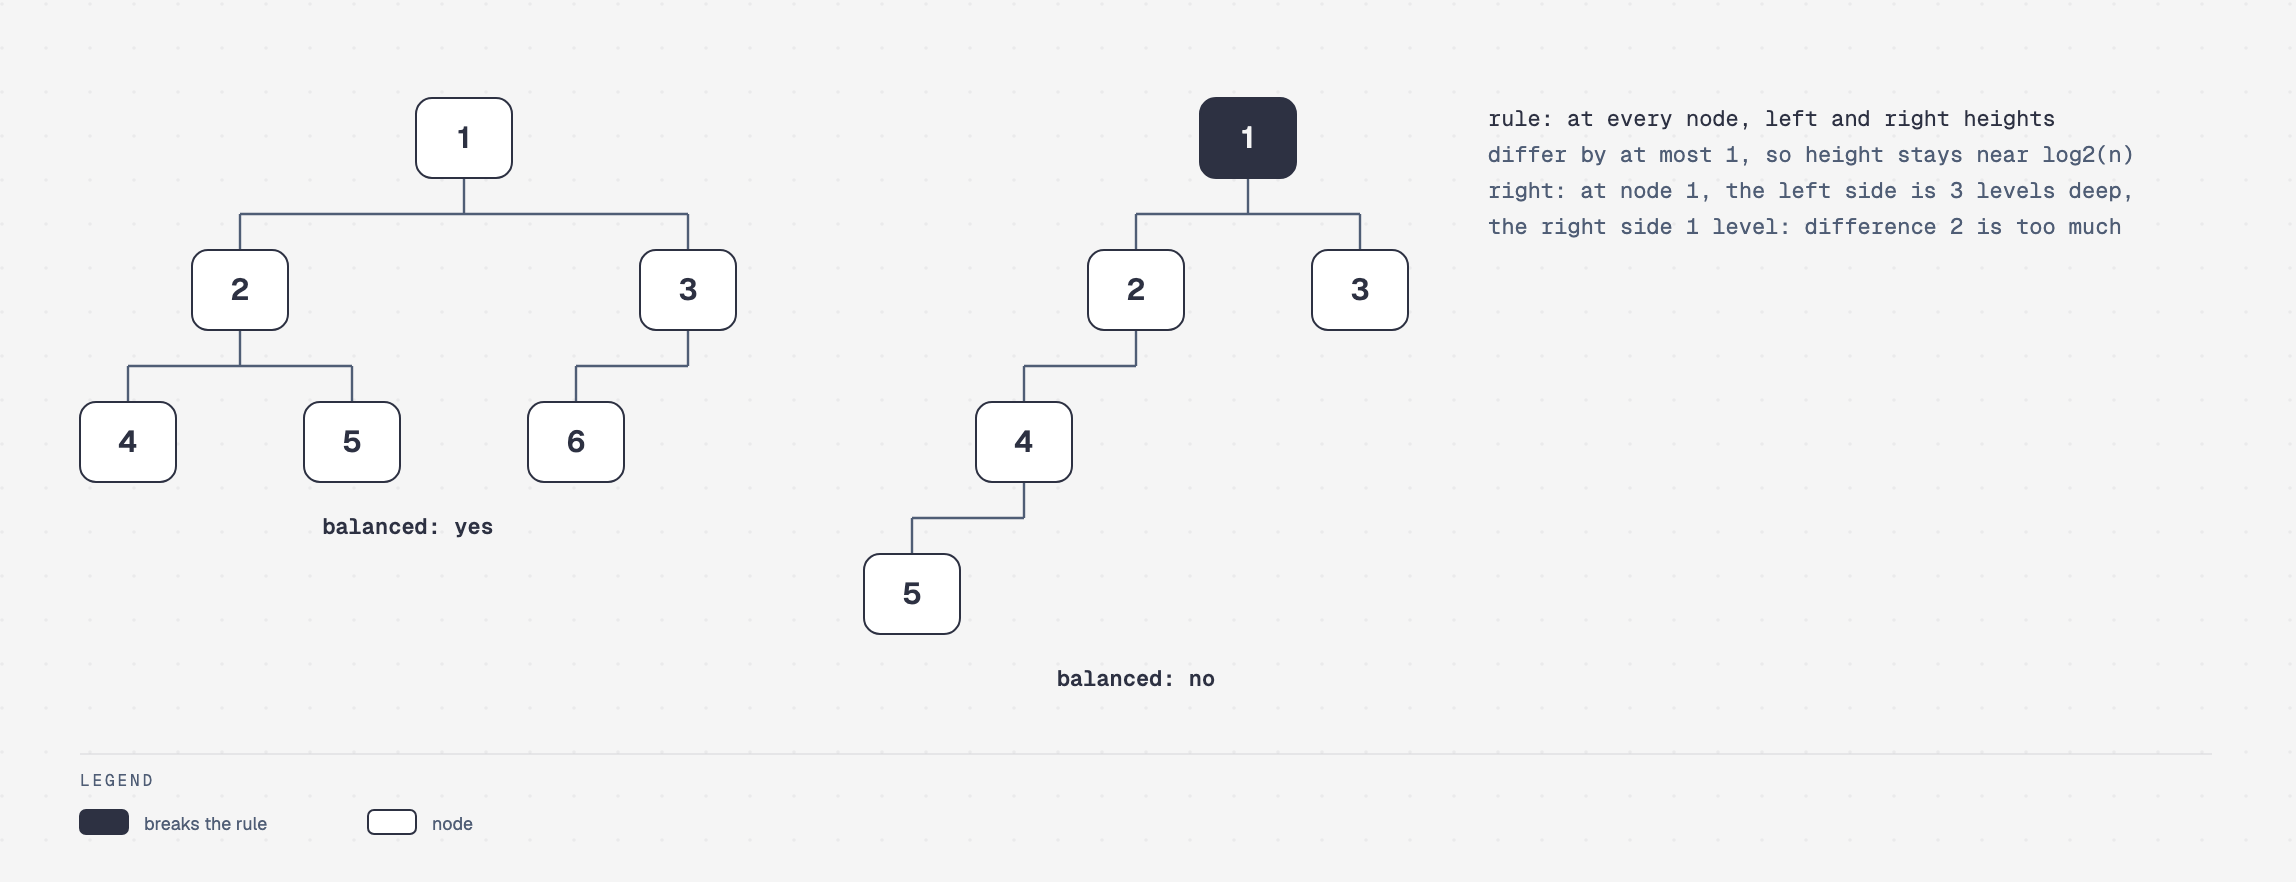 1
2
3
4
5
6
balanced: yes
1
2
3
4
5
balanced: no
rule: at every node, left and right heights
differ by at most 1, so height stays near log2(n)
right: at node 1, the left side is 3 levels deep,
the right side 1 level: difference 2 is too much
LEGEND
breaks the rule
node